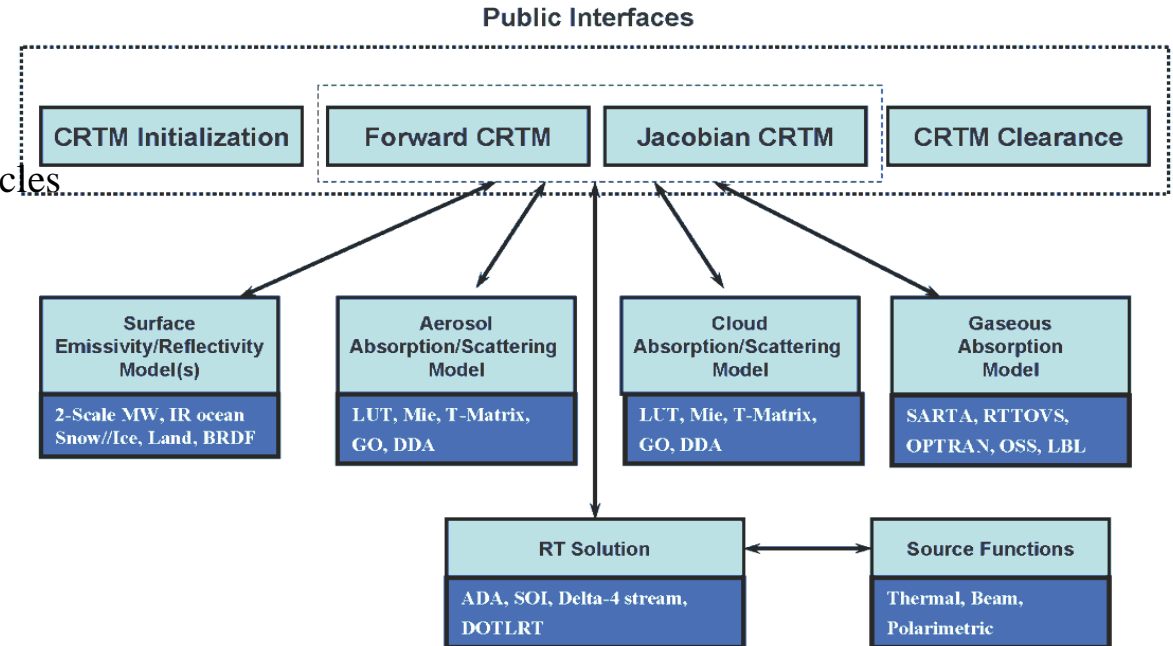 Public Interfaces
CRTM Initialization
Forward CRTM
Jacobian CRTM
CRTM Clearance
cles
Surface
Emissivity/Reflectivity
Model(s)
2-Scale MW, IR ocean
Snow//Ice, Land, BRDF
Aerosol
Absorption/Scattering
Model
LUT, Mie, T-Matrix,
GO, DDA
Cloud
Absorption/Scattering
Model
LUT, Mie, T-Matrix,
GO, DDA
Gaseous
Absorption
Model
SARTA, RTTOVS,
OPTRAN, OSS, LBL
RT Solution
ADA, SOI, Delta-4 stream,
DOTLRT
Source Functions
Thermal, Beam,
Polarimetric